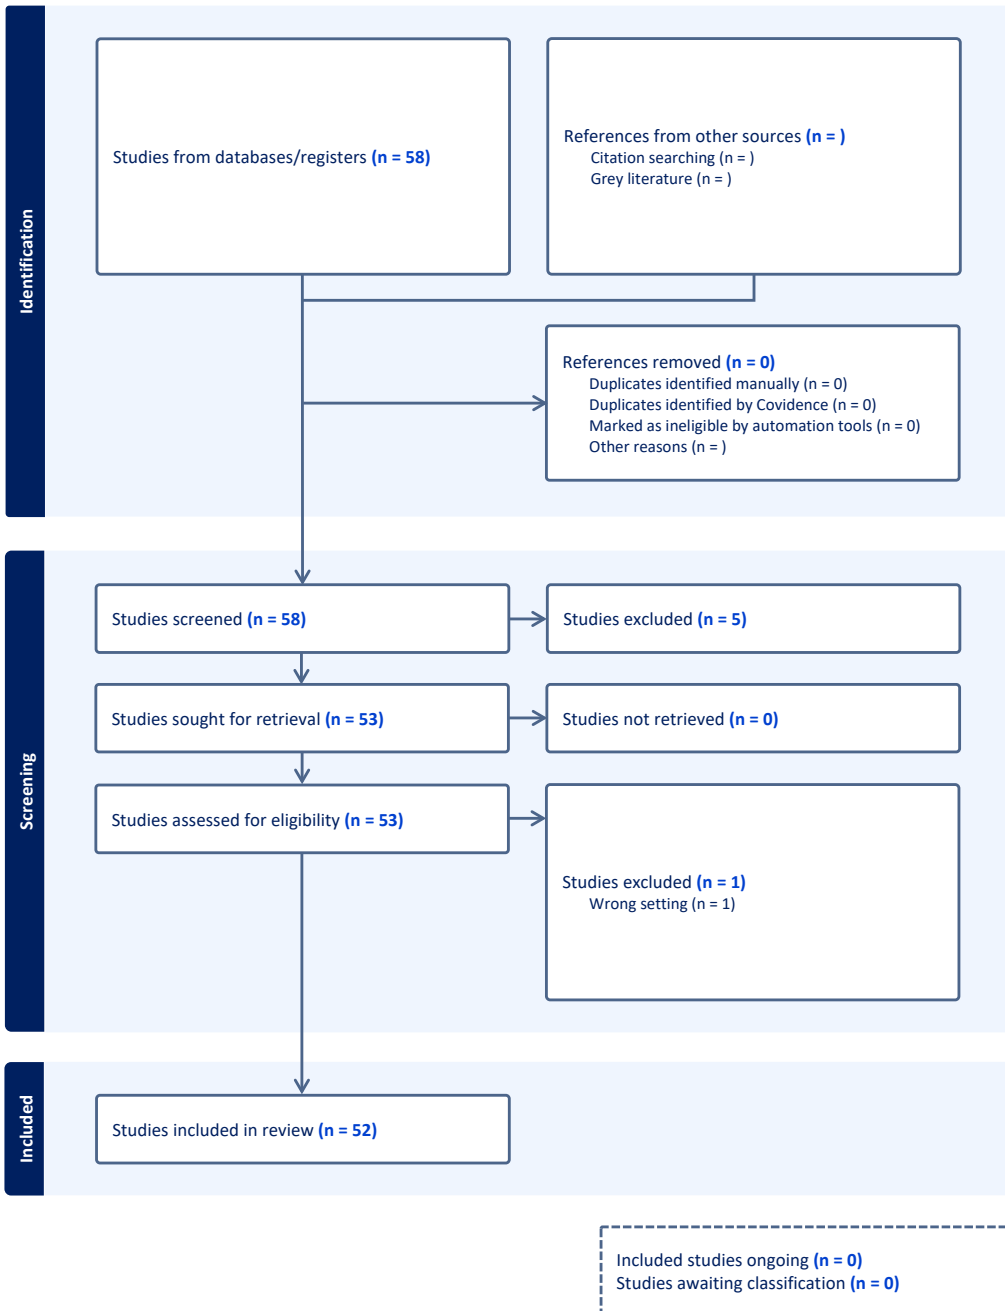 Identification
Studies from databases/registers (n = 58)
References from other sources (n = )
Citation searching (n = )
Grey literature (n = )
References removed (n = 0)
Duplicates identified manually (n = 0)
Duplicates identified by Covidence (n = 0)
Marked as ineligible by automation tools (n = 0)
Other reasons (n = )
Screening
Studies screened (n = 58)
Studies excluded (n = 5)
Studies sought for retrieval (n = 53)
Studies not retrieved (n = 0)
Studies assessed for eligibility (n = 53)
Studies excluded (n = 1)
Wrong setting (n = 1)
Included
Studies included in review (n = 52)
Included studies ongoing (n = 0)
Studies awaiting classification (n = 0)